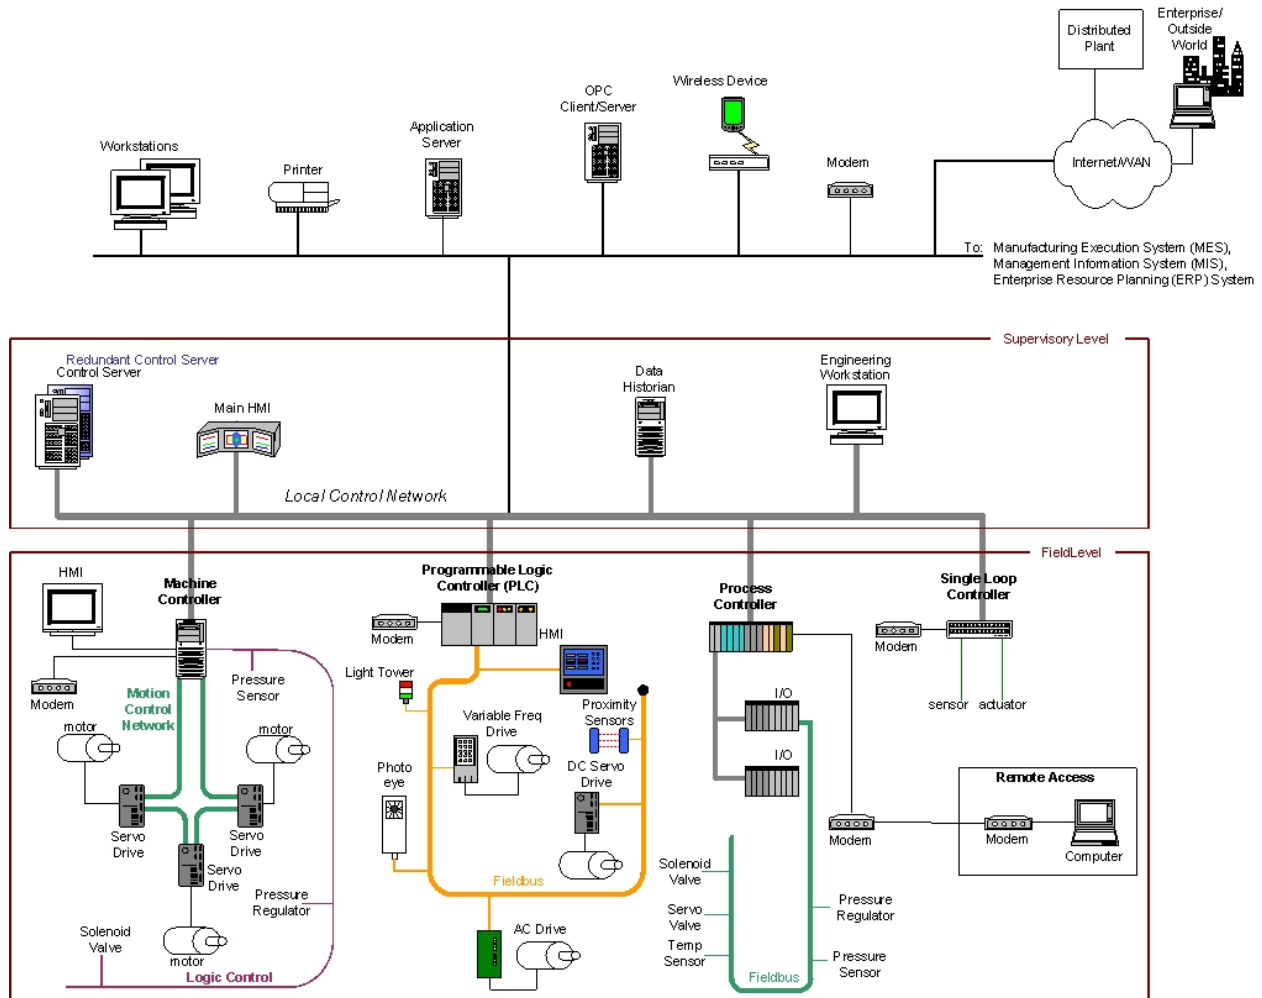 Distributed
Plant
Enterprise/
Outside
World
OPC
Client/Server
Wireless Device
Application
Server
Workstations
Printer
Modem
Internet/WAN
To: Manufacturing Execution System (MES),
Management Information System (MIS),
Enterprise Resource Planning (ERP) System
Supervisory Level
Redundant Control Server
Control Server
Main HMI
Data
Historian
Engineering
Workstation
Local Control Network
FieldLevel
HMI
Machine
Controller
Programmable Logic
Controller (PLC)
Process
Controller
Single Loop
Controller
Modem
HMI
Modem
Light Tower
Pressure
Sensor
Modem
Motion
Control
Network
motor
motor
Variable Freq
Drive
Proximity
Sensors
I/O
sensor
actuator
Photo
eye
DC Servo
Drive
I/O
Remote Access
Servo
Drive
Servo
Drive
Modem
Modem
Computer
Servo
Drive
Fieldbus
Solenoid
Valve
Pressure
Regulator
Pressure
Regulator
Servo
Valve
Solenoid
Valve
AC Drive
Temp
Sensor
Pressure
Sensor
motor
Logic Control
Fieldbus